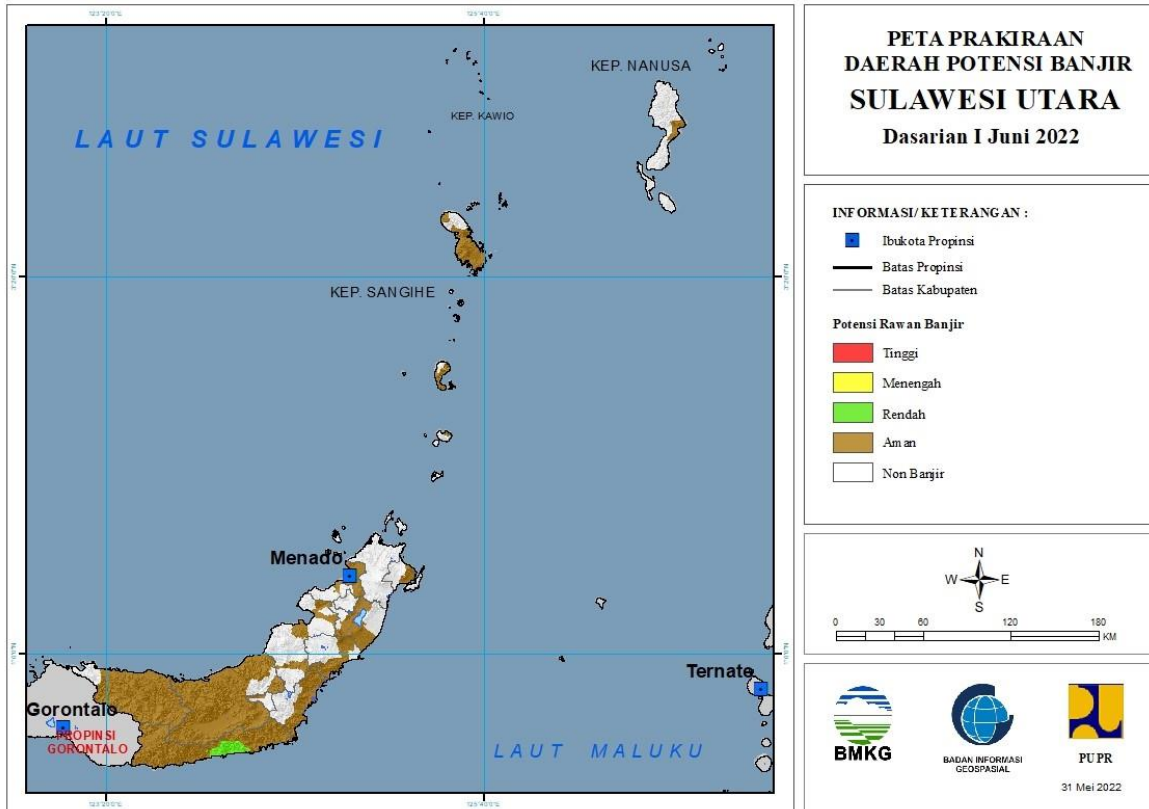 PETA PRAKIRAAN
DAERAH POTENSI BANJIR
SULAWESI UTARA
Dasarian I Juni 2022
KEP. NANUSA
KEP. KAWIO
LAUT SULAWESI
KEP. SANGIHE
Menado
Ternate
Gorontalo
PROPINSI
GORONTALO
LAUT MALUKU
INFORMASI/ KETERANGAN :
Ibukota Propinsi
Batas Propinsi
Batas Kabupaten
Potensi Rawan Banjir
Tinggi
Menengah
Rendah
Aman
Non Banjir
N
W E
S
0 30 60 120 180
KM
BMKG
BADAN INFORMASI
GEOSPASIAL
PUPR
31 Mei 2022